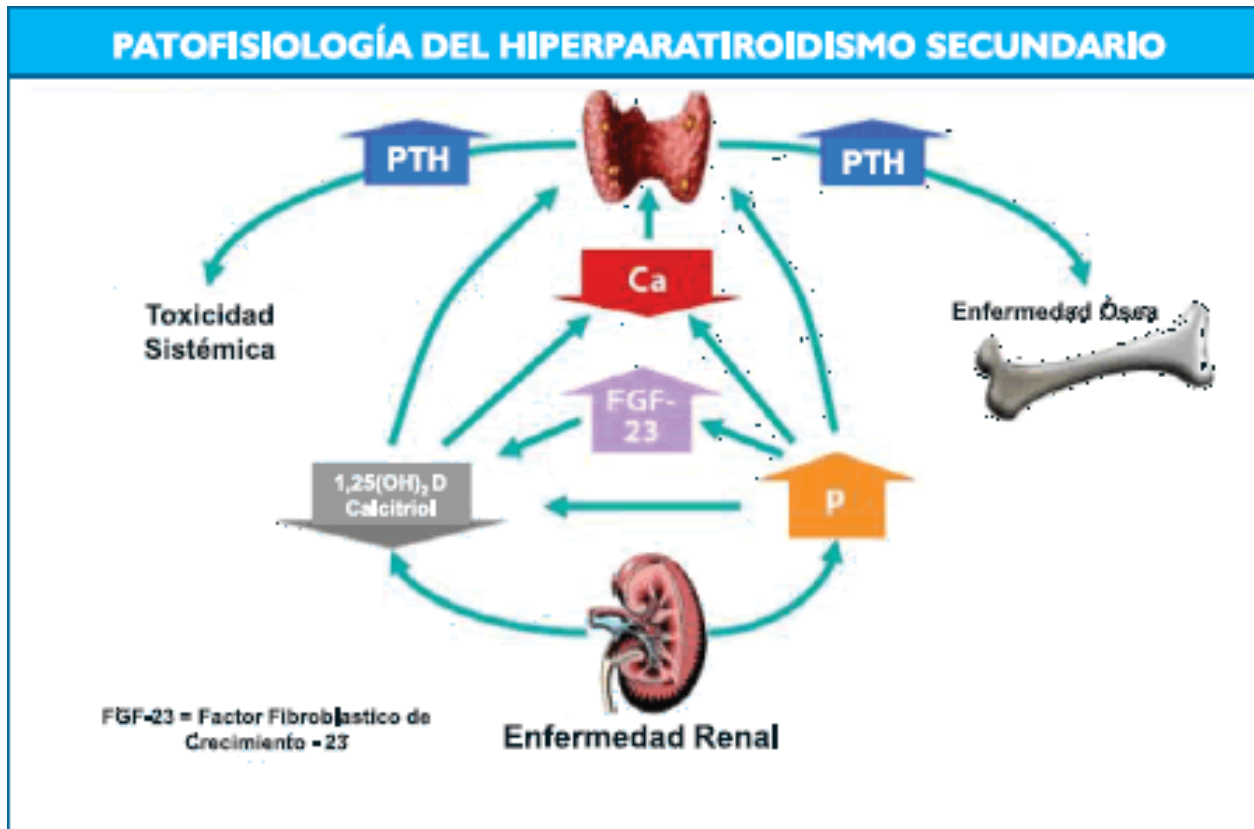 PATOFISIOLOGÍA DEL HIPERPARATIROIDISMO SECUNDARIO
PTH
PTH
Ca
Toxicidad
Sistémica
Enfermedad Ósea
FGF-
23
1,25(OH)₂ D
Calcitriol
P
FGF-23 = Factor Fibroblastico de
Crecimiento - 23
Enfermedad Renal